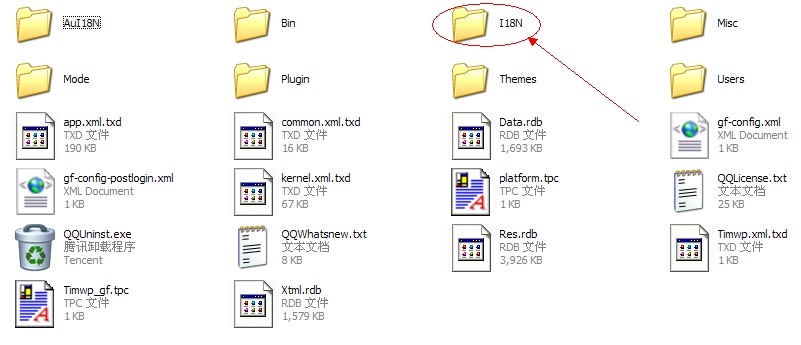 AuI18N
Bin
I18N
Misc
Mode
Plugin
Themes
Users
app.xml.txd
TXD 文件
190 KB
common.xml.txd
TXD 文件
16 KB
Data.rdb
RDB 文件
1,693 KB
gf-config.xml
XML Document
1 KB
gf-config-postlogin.xml
XML Document
1 KB
kernel.xml.txd
TXD 文件
67 KB
platform.tpc
TPC 文件
1 KB
QQLicense.txt
文本文档
25 KB
QQUninst.exe
腾讯卸载程序
Tencent
QQWhatsnew.txt
文本文档
8 KB
Res.rdb
RDB 文件
3,926 KB
Timwp.xml.txd
TXD 文件
1 KB
Timwp_gf.tpc
TPC 文件
1 KB
Xtml.rdb
RDB 文件
1,579 KB